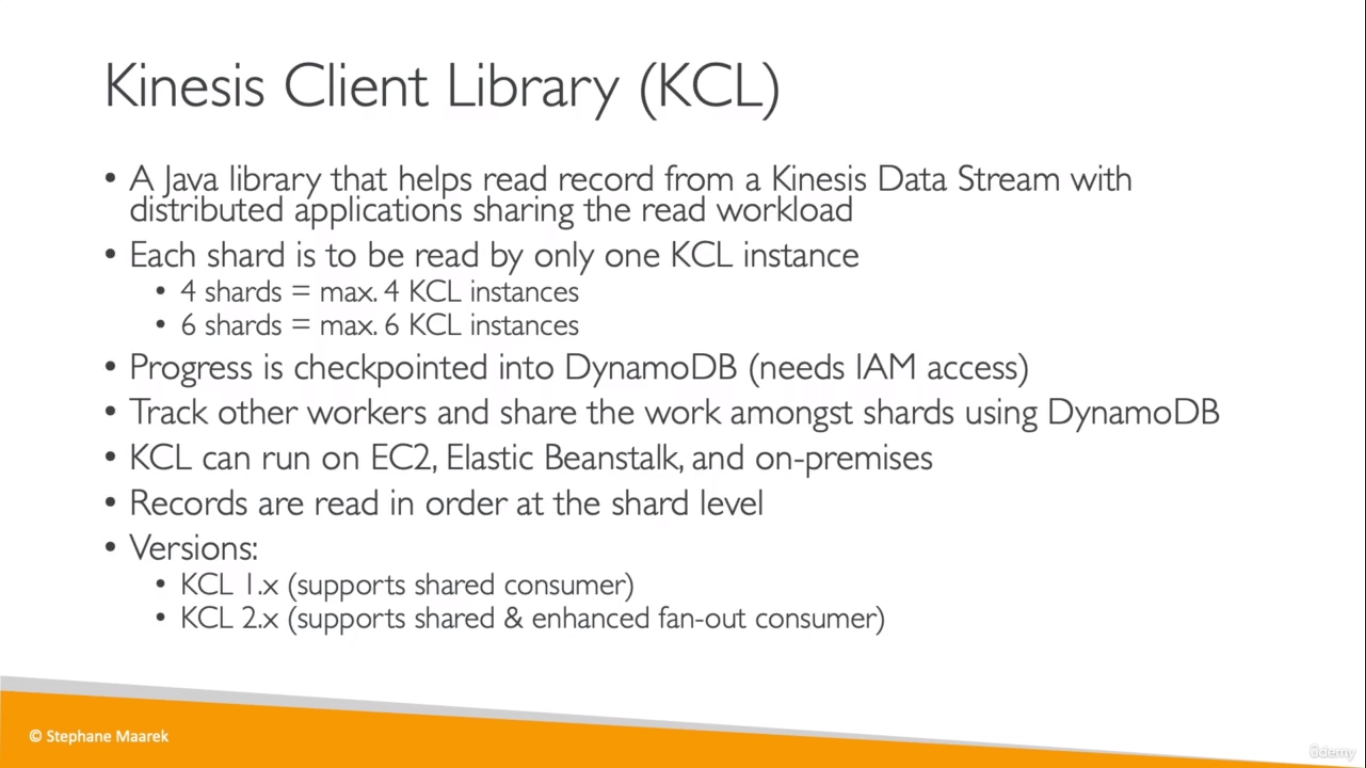 Kinesis Client Library (KCL)
• A Java library that helps read record from a Kinesis Data Stream with
distributed applications sharing the read workload
• Each shard is to be read by only one KCL instance
• 4 shards = max. 4 KCL instances
• 6 shards = max. 6 KCL instances
• Progress is checkpointed into DynamoDB (needs IAM access)
• Track other workers and share the work amongst shards using DynamoDB
• KCL can run on EC2, Elastic Beanstalk, and on-premises
• Records are read in order at the shard level
• Versions:
• KCL 1.x (supports shared consumer)
• KCL 2.x (supports shared & enhanced fan-out consumer)
© Stephane Maarek
ûdemy